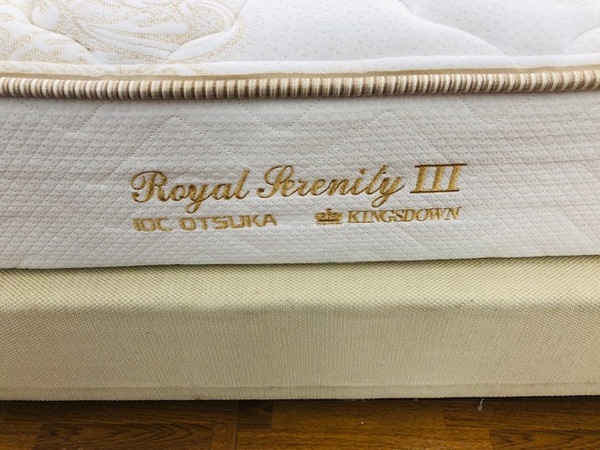 Royal Serenity III
IDC OTSUKA KINGSDOWN